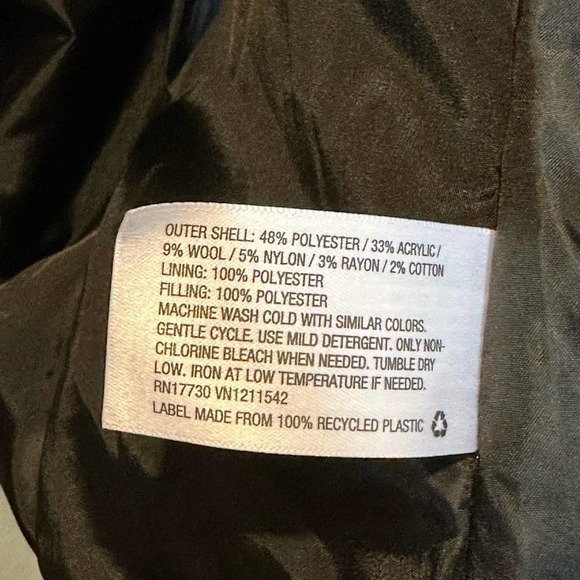 OUTER SHELL: 48% POLYESTER / 33% ACRYLIC /
9% WOOL / 5% NYLON / 3% RAYON / 2% COTTON
LINING: 100% POLYESTER
FILLING: 100% POLYESTER
MACHINE WASH COLD WITH SIMILAR COLORS.
GENTLE CYCLE. USE MILD DETERGENT. ONLY NON-
CHLORINE BLEACH WHEN NEEDED. TUMBLE DRY
LOW. IRON AT LOW TEMPERATURE IF NEEDED.
RN17730 VN1211542
LABEL MADE FROM 100% RECYCLED PLASTIC